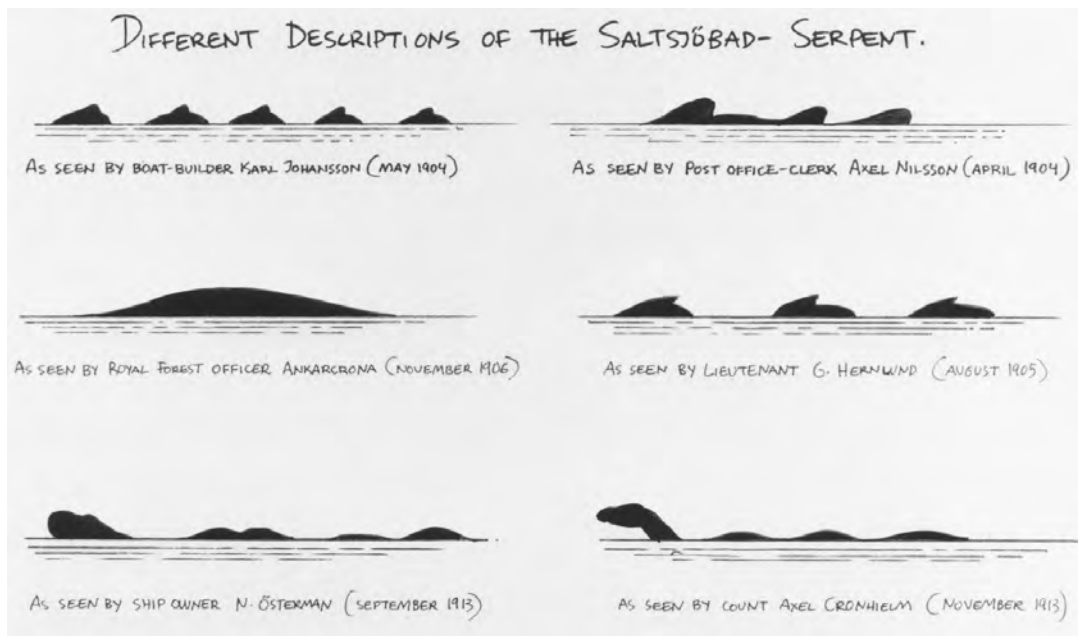 DIFFERENT DESCRIPTIONS OF THE SALTSJÖBAD- SERPENT.
AS SEEN BY BOAT-BUILDER KARL JOHANSSON (MAY 1904)
AS SEEN BY POST OFFICE-CLERK AXEL NILSSON (APRIL 1904)
AS SEEN BY ROYAL FOREST OFFICER ANKARCRONA (NOVEMBER 1906)
AS SEEN BY LIEUTENANT G. HERNLUND (AUGUST 1905)
AS SEEN BY SHIP OWNER N. ÖSTERMAN (SEPTEMBER 1913)
AS SEEN BY COUNT AXEL CRONHIELM (NOVEMBER 1913)